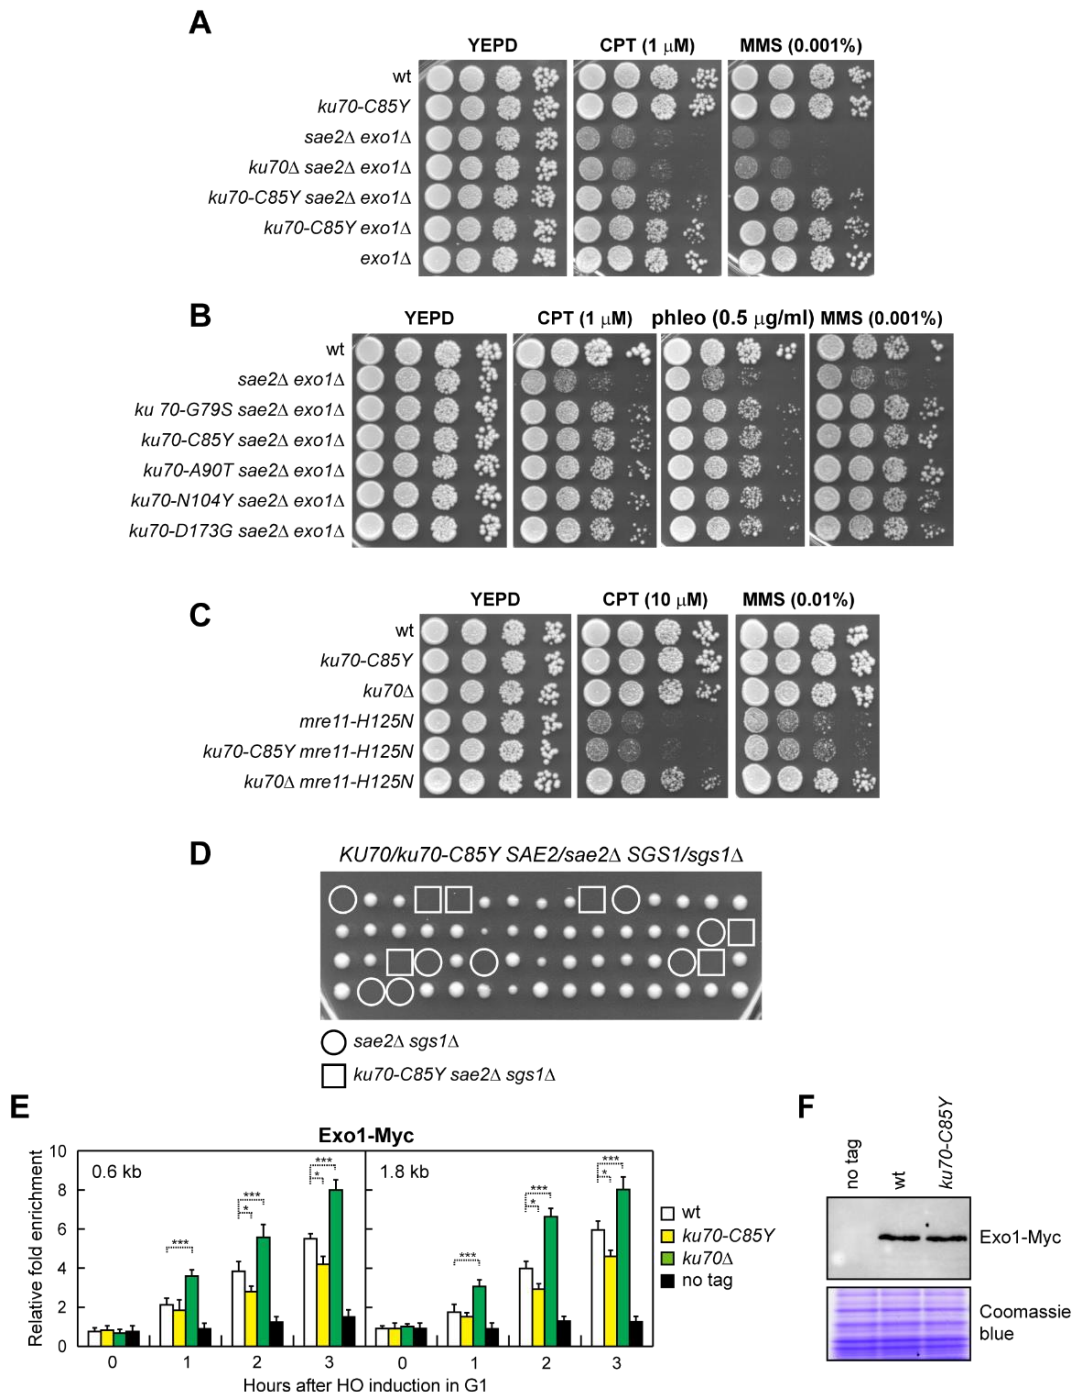 A
YEPD CPT (1 μM) MMS (0.001%)
wt
ku70-C85Y
sae2Δ exo1Δ
ku70Δ sae2Δ exo1Δ
ku70-C85Y sae2Δ exo1Δ
ku70-C85Y exo1Δ
exo1Δ
B
YEPD CPT (1 μM) phleo (0.5 μg/ml) MMS (0.001%)
wt
sae2Δ exo1Δ
ku 70-G79S sae2Δ exo1Δ
ku70-C85Y sae2Δ exo1Δ
ku70-A90T sae2Δ exo1Δ
ku70-N104Y sae2Δ exo1Δ
ku70-D173G sae2Δ exo1Δ
C
YEPD CPT (10 μM) MMS (0.01%)
wt
ku70-C85Y
ku70Δ
mre11-H125N
ku70-C85Y mre11-H125N
ku70Δ mre11-H125N
D
KU70/ku70-C85Y SAE2/sae2Δ SGS1/sgs1Δ
sae2Δ sgs1Δ
ku70-C85Y sae2Δ sgs1Δ
E
Exo1-Myc
Relative fold enrichment
10
8
6
4
2
0
0.6 kb 1.8 kb
*** * *** * *** *** * *** * ***
0 1 2 3 0 1 2 3
Hours after HO induction in G1
wt
ku70-C85Y
ku70Δ
no tag
F
no tag
wt
ku70-C85Y
Exo1-Myc
Coomassie
blue